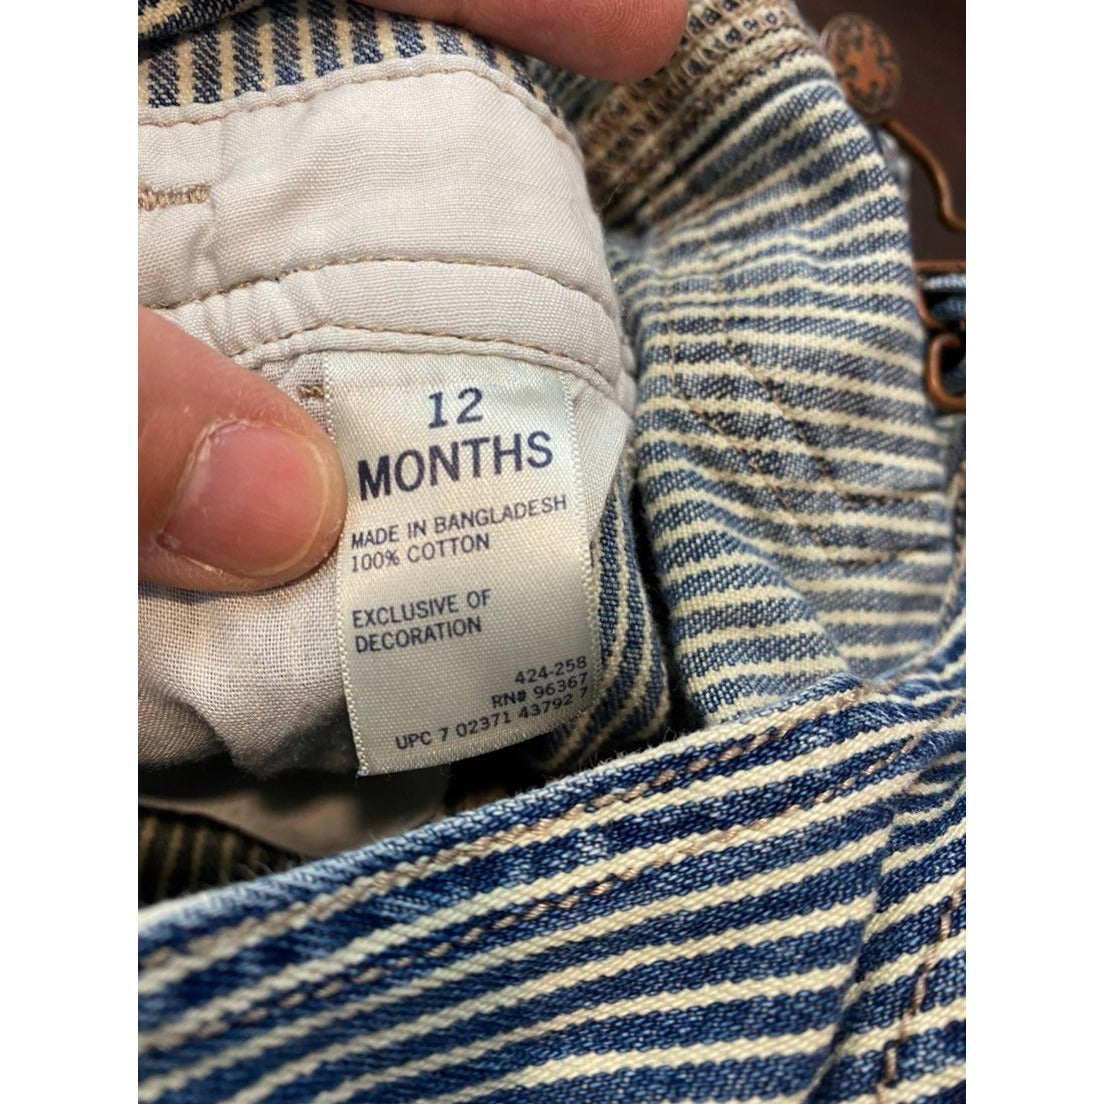 12
MONTHS
MADE IN BANGLADESH
100% COTTON
EXCLUSIVE OF
DECORATION
424-258
RN# 96367
UPC 7 02371 43792 7